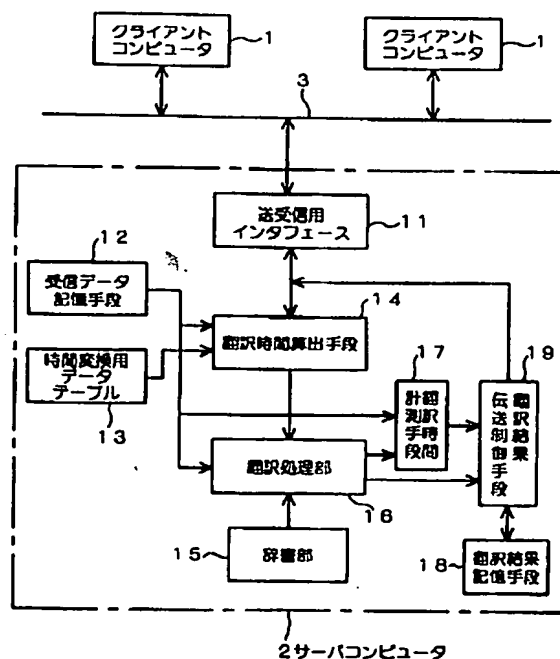 クライアント
コンピュータ
1
クライアント
コンピュータ
1
3
送受信用
インタフェース
11
12
受信データ
記憶手段
14
翻訳時間算出手段
時間変換用
データ
テーブル
13
17
翻訳時間
計測手段
19
翻訳結果
伝送制御手段
翻訳処理部
16
15
辞書部
18
翻訳結果
記憶手段
2サーバコンピュータ